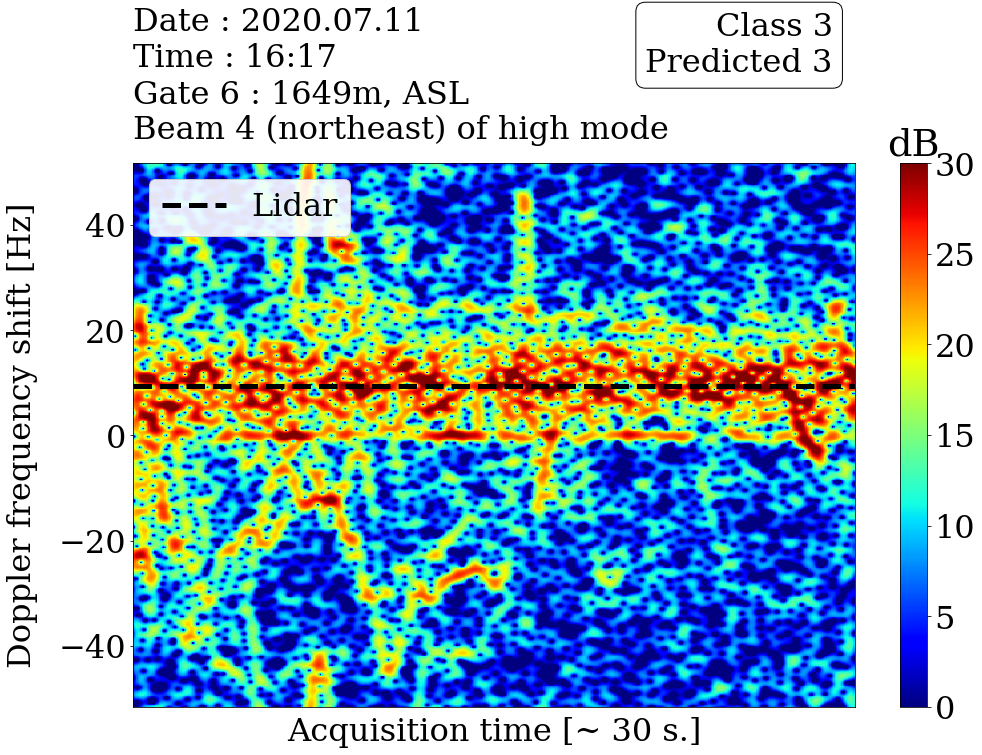 Date : 2020.07.11
Time : 16:17
Gate 6 : 1649m, ASL
Beam 4 (northeast) of high mode
Class 3
Predicted 3
dB
Lidar
Doppler frequency shift [Hz]
40
20
0
−20
−40
Acquisition time [~ 30 s.]
30
25
20
15
10
5
0